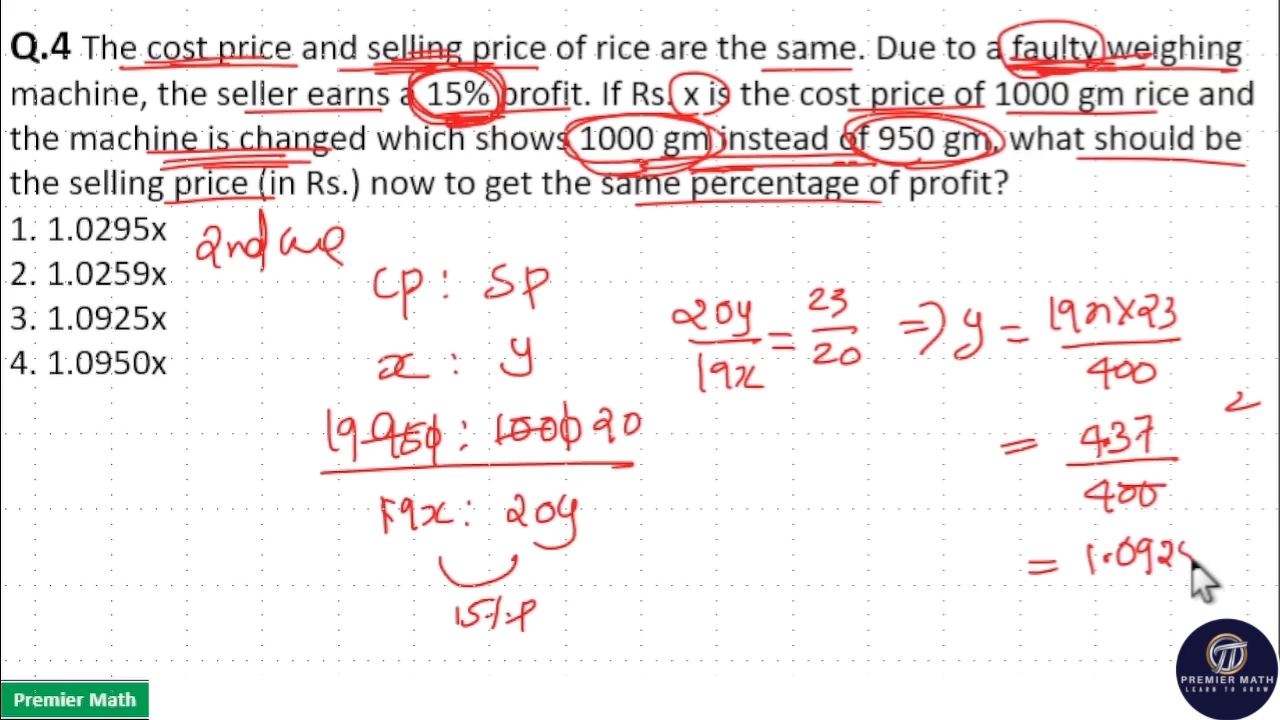 Q.4 The cost price and selling price of rice are the same. Due to a faulty weighing
machine, the seller earns a 15% profit. If Rs. x is the cost price of 1000 gm rice and
the machine is changed which shows 1000 gm instead of 950 gm, what should be
the selling price (in Rs.) now to get the same percentage of profit?
1. 1.0295x
2. 1.0259x
3. 1.0925x
4. 1.0950x
2nd
CP : SP
x : y
19 950 : 1000 20
19x : 20y
15% P
20y/19x = 23/20 => y = 19x×23/400
= 437/400
= 1.092
PREMIER MATH
LEARN TO GROW
Premier Math